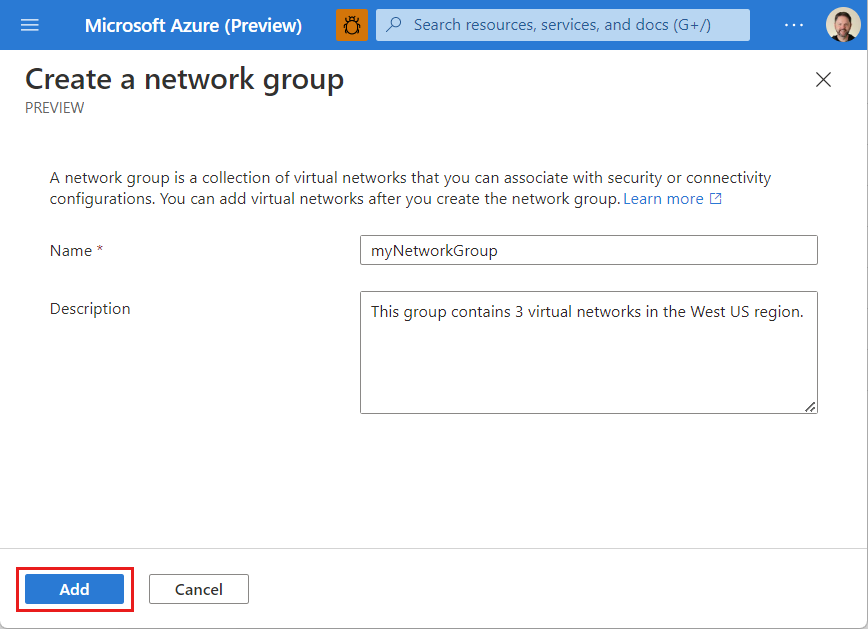 Microsoft Azure (Preview)
Search resources, services, and docs (G+/)
Create a network group
PREVIEW
A network group is a collection of virtual networks that you can associate with security or connectivity
configurations. You can add virtual networks after you create the network group. Learn more
Name *
myNetworkGroup
Description
This group contains 3 virtual networks in the West US region.
Add
Cancel